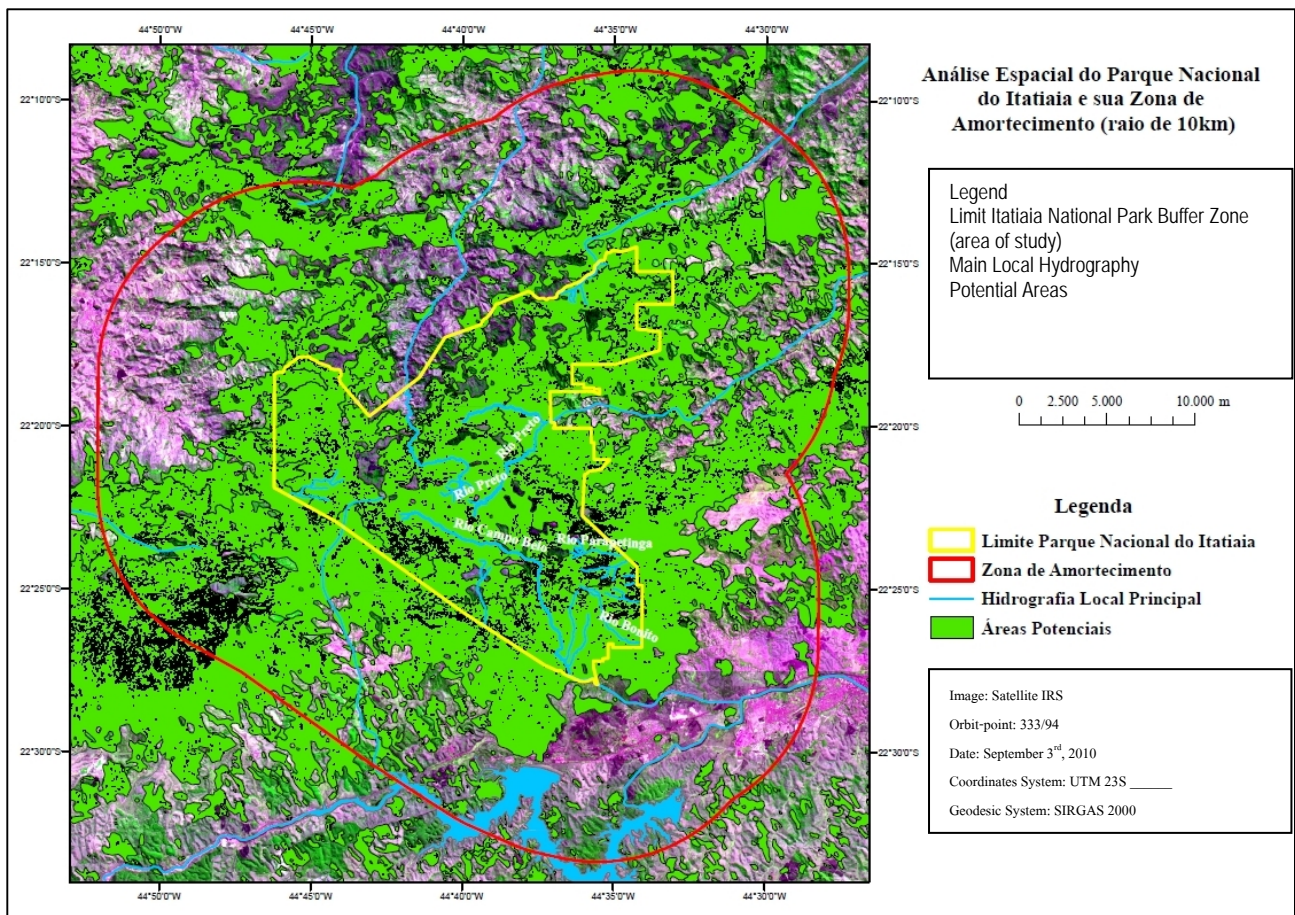 44°50'0"W 44°45'0"W 44°40'0"W 44°35'0"W 44°30'0"W
Análise Espacial do Parque Nacional
do Itatiaia e sua Zona de
Amortecimento (raio de 10km)
22°10'0"S 22°10'0"S
Legend
Limit Itatiaia National Park Buffer Zone
(area of study)
Main Local Hydrography
Potential Areas
22°15'0"S 22°15'0"S
0 2.500 5.000 10.000 m
22°20'0"S 22°20'0"S
Rio Preto
Rio Preto
Rio Campo Belo
Rio Parapetinga
Rio Bonito
22°25'0"S 22°25'0"S
Legenda
Limite Parque Nacional do Itatiaia
Zona de Amortecimento
Hidrografia Local Principal
Áreas Potenciais
22°30'0"S 22°30'0"S
Image: Satellite IRS
Orbit-point: 333/94
Date: September 3rd, 2010
Coordinates System: UTM 23S ______
Geodesic System: SIRGAS 2000
44°50'0"W 44°45'0"W 44°40'0"W 44°35'0"W 44°30'0"W